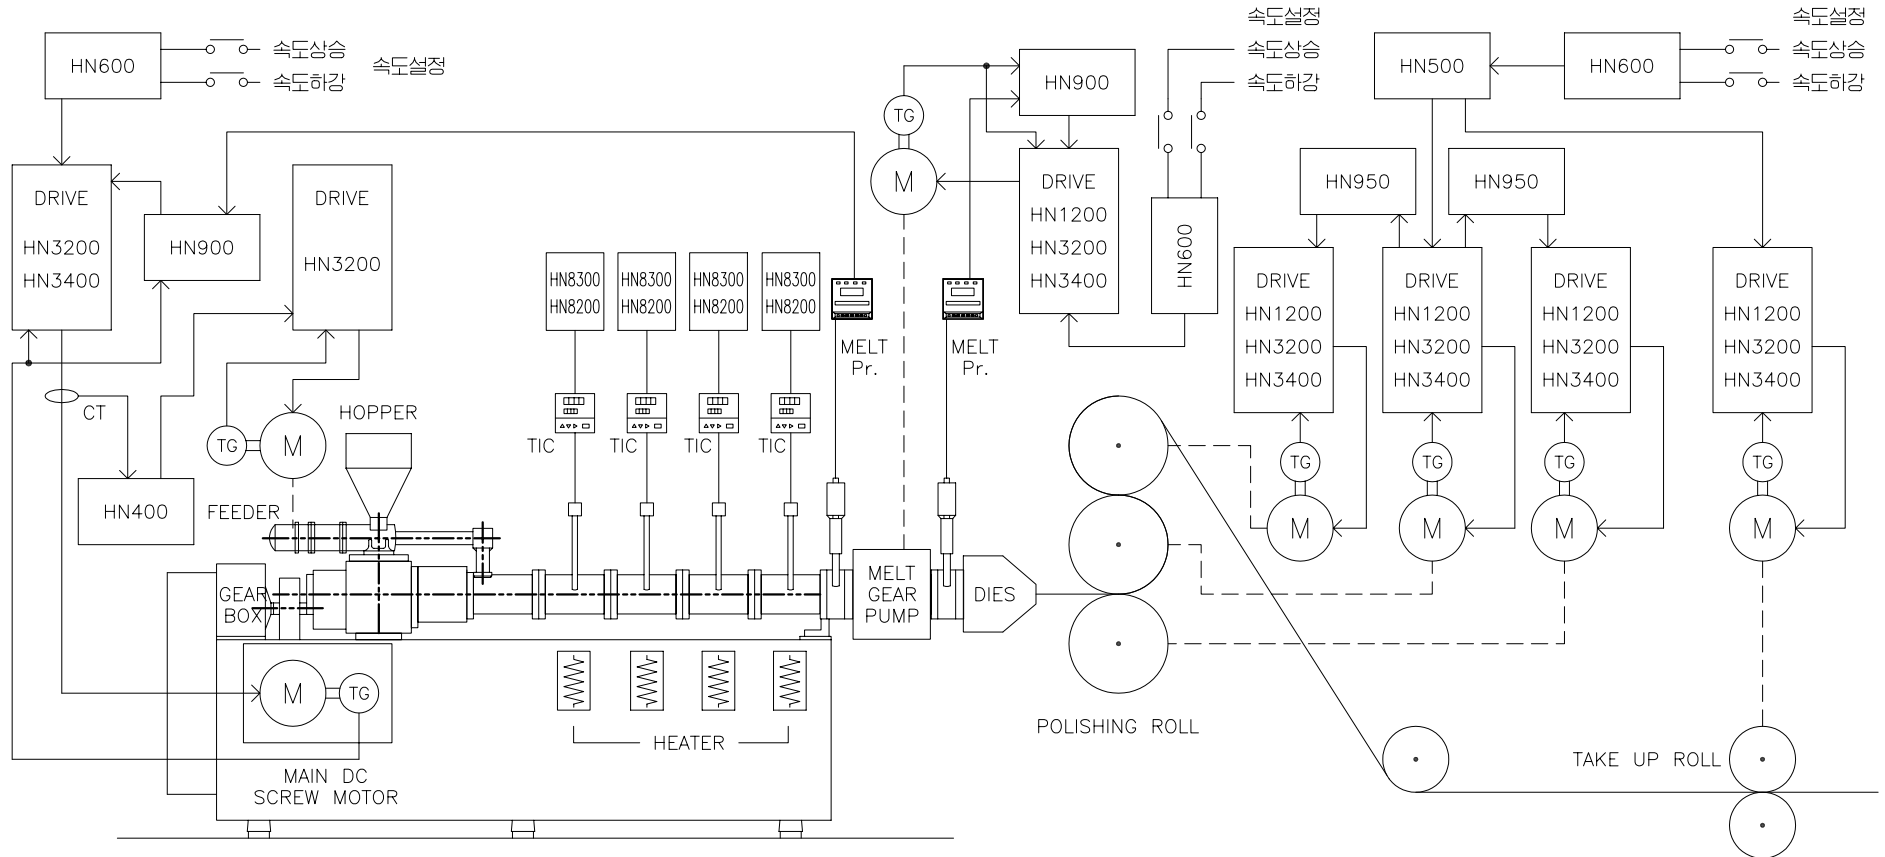 HN600
속도상승
속도하강
속도설정
DRIVE
HN3200
HN3400
HN900
DRIVE
HN3200
CT
HN400
TG
M
HOPPER
FEEDER
GEAR
BOX
M
TG
MAIN DC
SCREW MOTOR
HN8300
HN8200
HN8300
HN8200
HN8300
HN8200
HN8300
HN8200
TIC
TIC
TIC
TIC
HEATER
MELT
Pr.
MELT
Pr.
TG
M
HN900
DRIVE
HN1200
HN3200
HN3400
속도설정
속도상승
속도하강
HN600
MELT
GEAR
PUMP
DIES
POLISHING ROLL
HN500
HN600
속도설정
속도상승
속도하강
HN950
HN950
DRIVE
HN1200
HN3200
HN3400
DRIVE
HN1200
HN3200
HN3400
DRIVE
HN1200
HN3200
HN3400
DRIVE
HN1200
HN3200
HN3400
TG
TG
TG
TG
M
M
M
M
TAKE UP ROLL